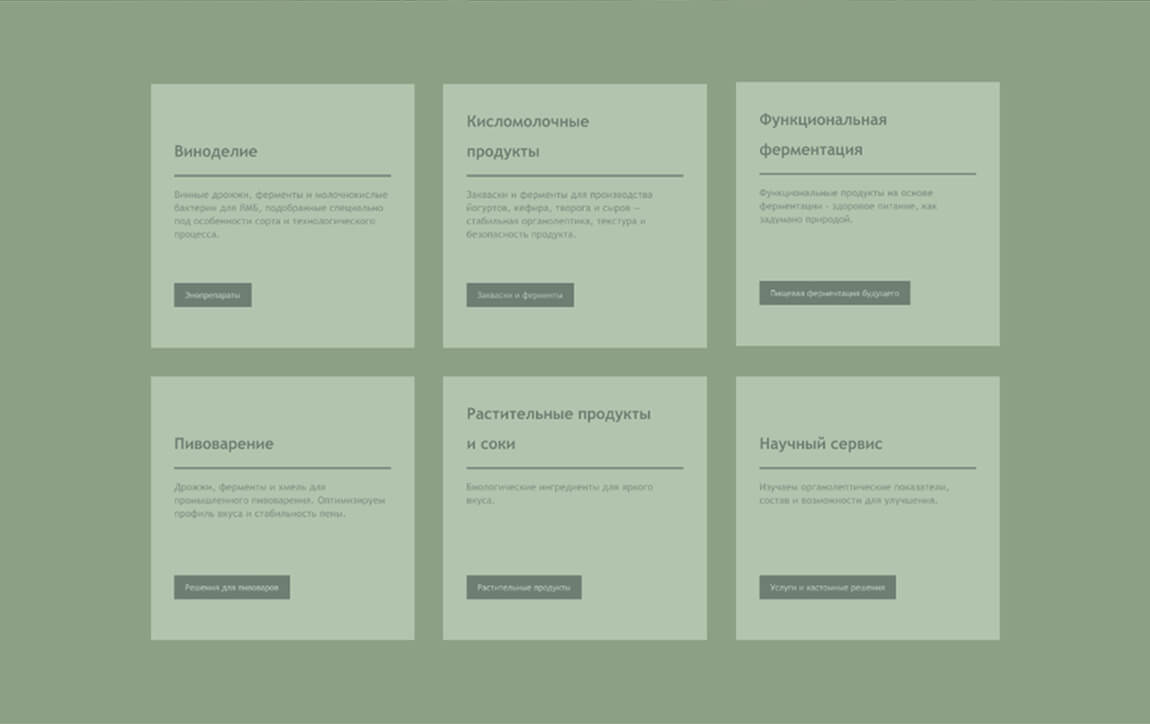 Виноделие
Винные дрожжи, ферменты и молочнокислые
бактерии для ЯМБ, подобранные специально
под особенности сорта и технологического
процесса.
Энопрепараты
Кисломолочные
продукты
Закваски и ферменты для производства
йогуртов, кефира, творога и сыров —
стабильная органолептика, текстура и
безопасность продукта.
Закваски и ферменты
Функциональная
ферментация
Функциональные продукты на основе
ферментации - здоровое питание, как
задумано природой.
Пищевая ферментация будущего
Пивоварение
Дрожжи, ферменты и хмель для
промышленного пивоварения. Оптимизируем
профиль вкуса и стабильность пены.
Решения для пивоваров
Растительные продукты
и соки
Биологические ингредиенты для яркого
вкуса.
Растительные продукты
Научный сервис
Изучаем органолептические показатели,
состав и возможности для улучшения.
Услуги и кастомные решения